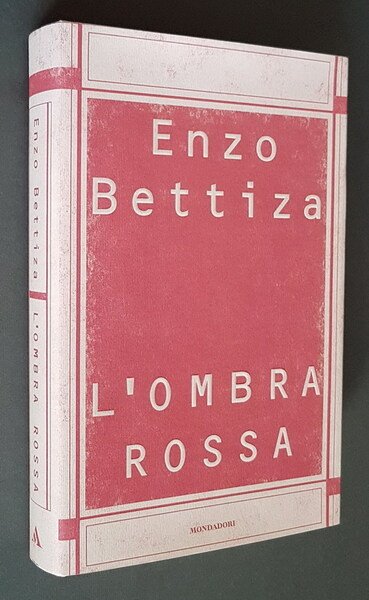 Enzo
Bettiza
L'OMBRA
ROSSA
MONDADORI
Enzo Bettiza
L'OMBRA ROSSA